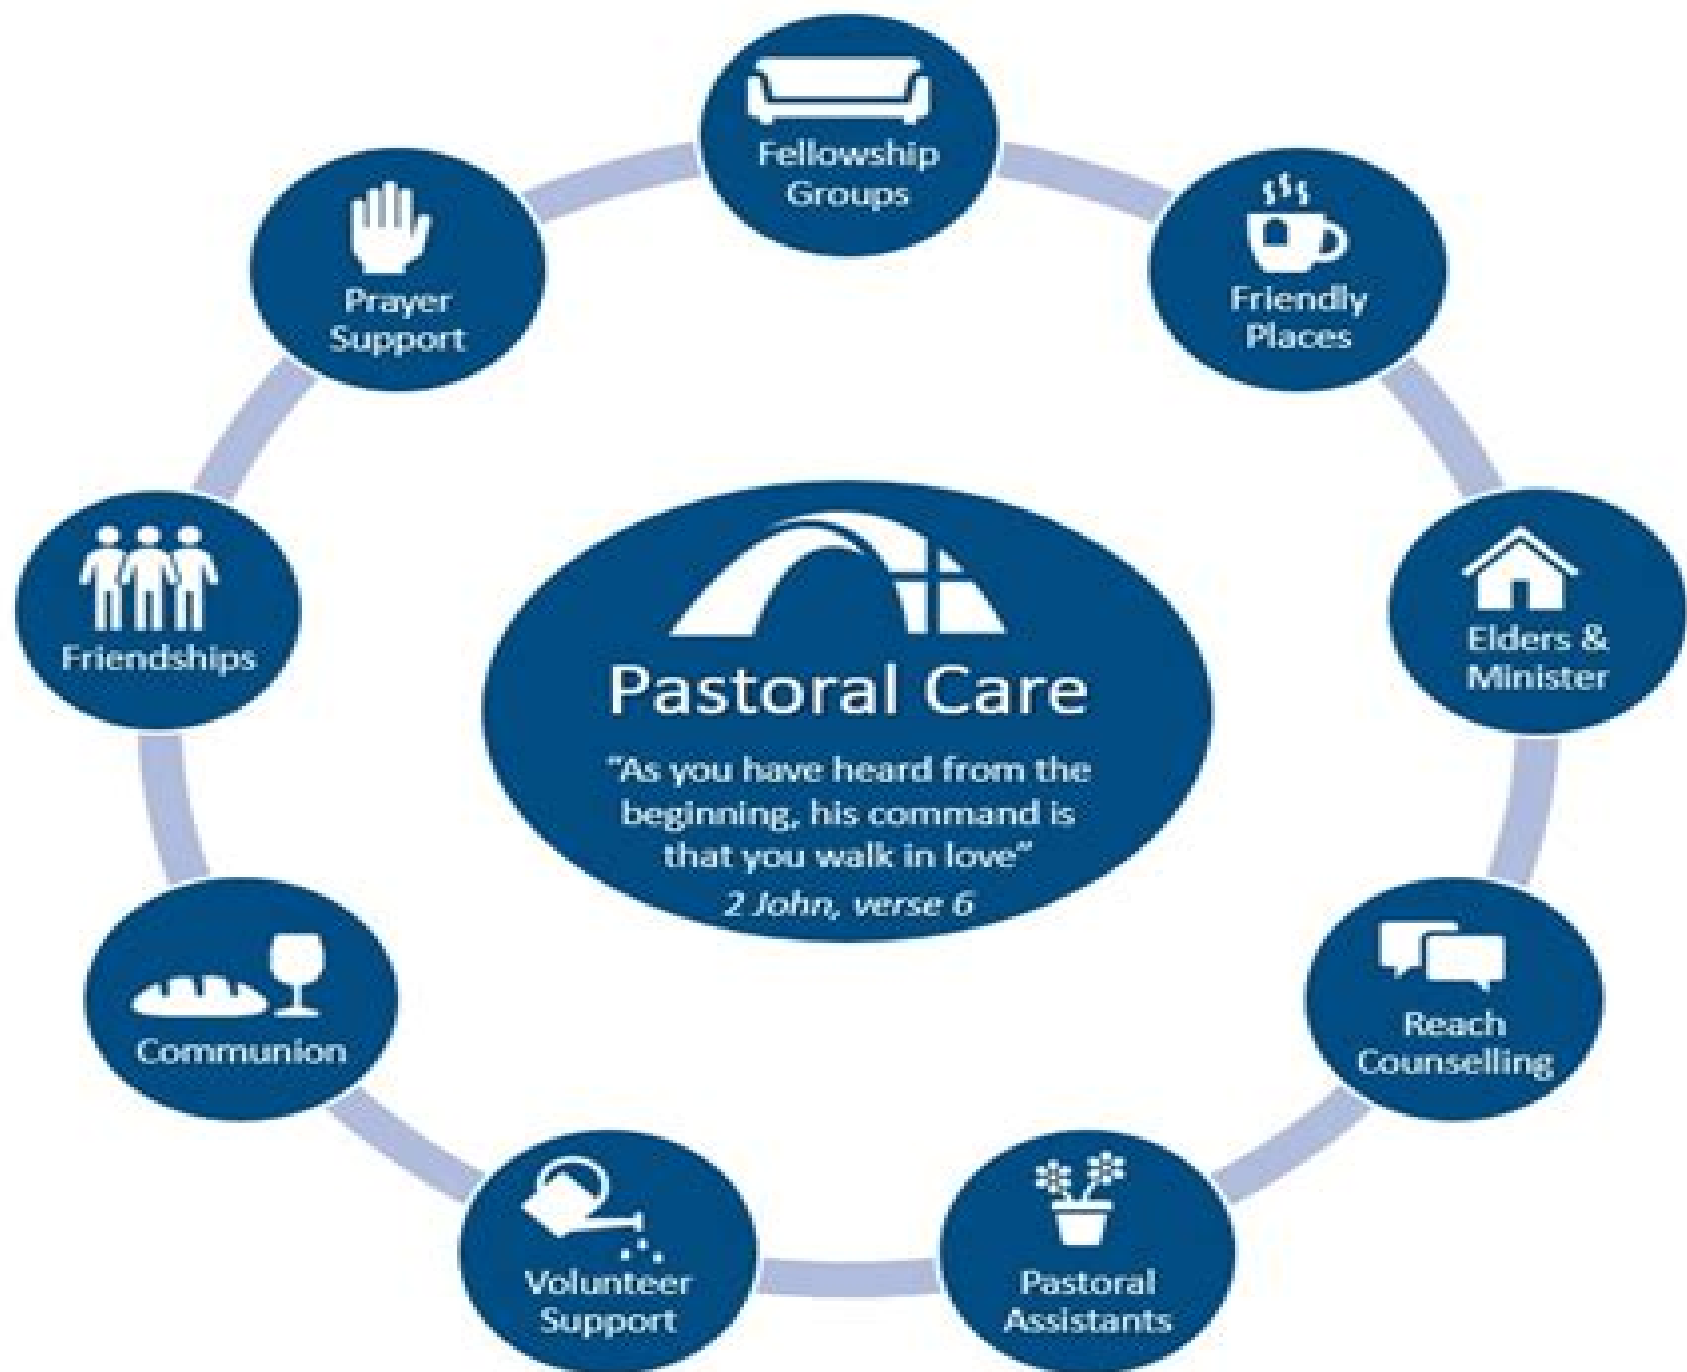 Fellowship
Groups
Friendly
Places
Elders &
Minister
Reach
Counselling
Pastoral
Assistants
Volunteer
Support
Communion
Friendships
Prayer
Support
Pastoral Care
“As you have heard from the
beginning, his command is
that you walk in love”
2 John, verse 6